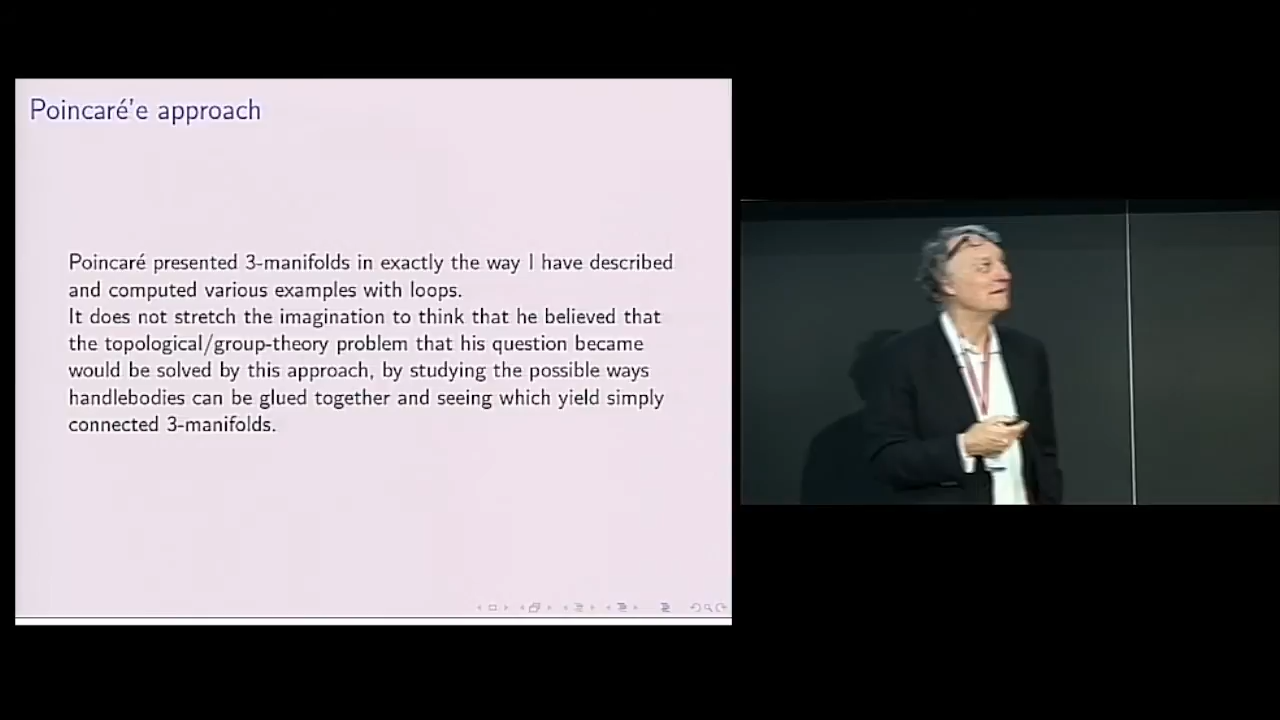 Poincaré'e approach
Poincaré presented 3-manifolds in exactly the way I have described
and computed various examples with loops.
It does not stretch the imagination to think that he believed that
the topological/group-theory problem that his question became
would be solved by this approach, by studying the possible ways
handlebodies can be glued together and seeing which yield simply
connected 3-manifolds.